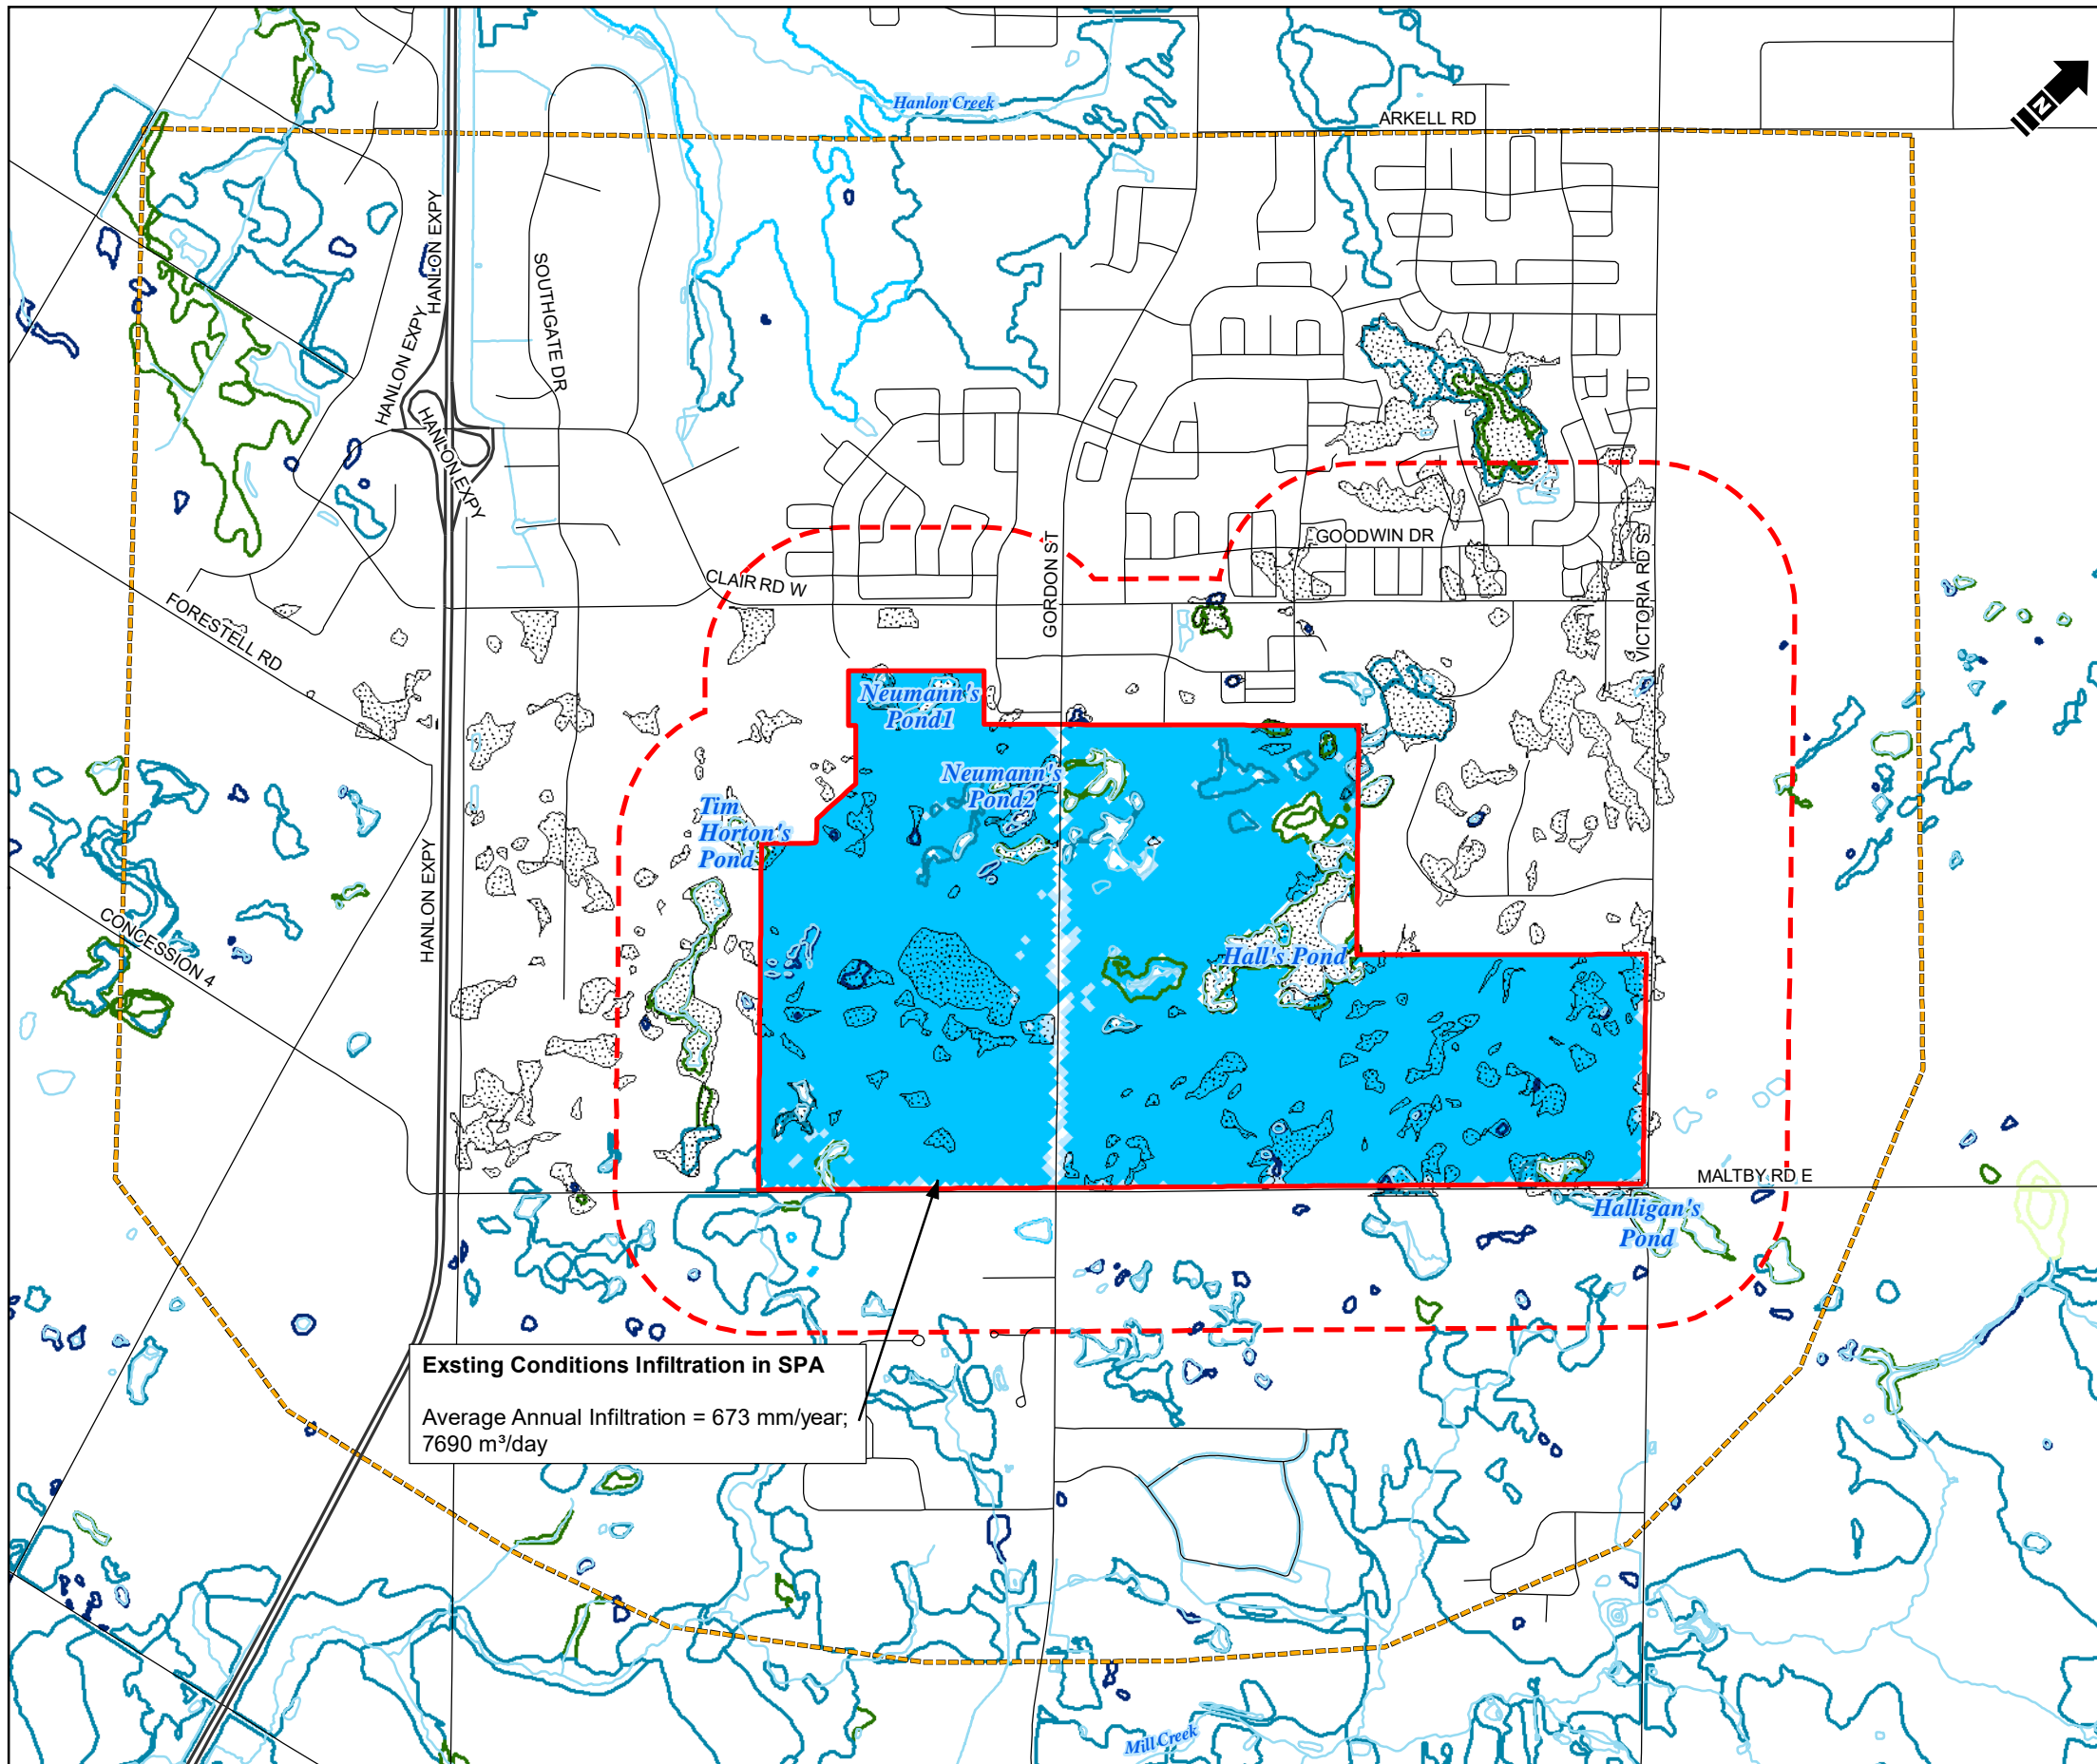 Hanlon Creek
ARKELL RD
N
HANLON EXPY
HANLON EXPY
HANLON EXPY
SOUTHGATE DR
GORDON ST
GOODWIN DR
CLAIR RD W
VICTORIA RD S
FORESTELL RD
Neumann's
Pond1
Neumann's
Pond2
Tim
Horton's
Pond
HANLON EXPY
CONCESSION 4
Hall's Pond
MALTBY RD E
Halligan's
Pond
Exsting Conditions Infiltration in SPA
Average Annual Infiltration = 673 mm/year;
7690 m³/day
Mill Creek